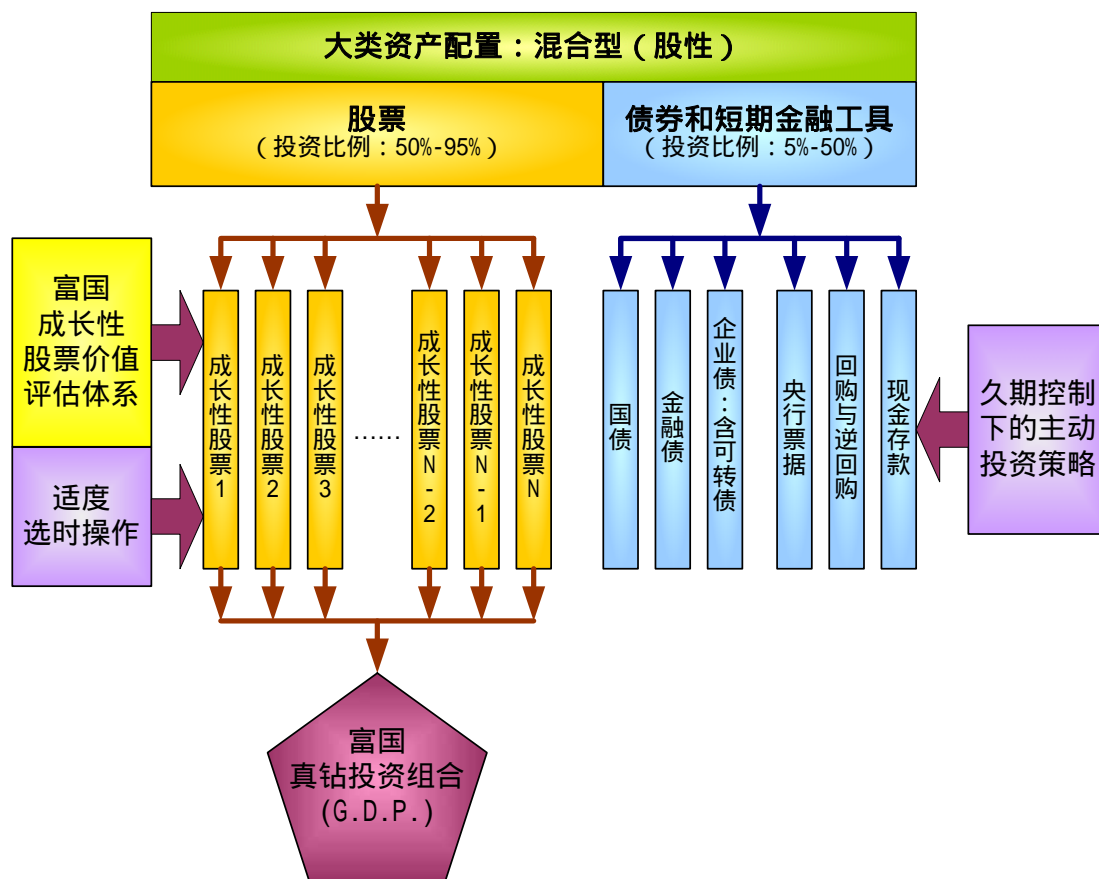 大类资产配置：混合型（股性）
股票
（投资比例：50%-95%）
债券和短期金融工具
（投资比例：5%-50%）
富国
成长性
股票价值
评估体系
适度
选时操作
成长性股票1
成长性股票2
成长性股票3
……
成长性股票N-2
成长性股票N-1
成长性股票N
国债
金融债
企业债：含可转债
央行票据
回购与逆回购
现金存款
久期控制
下的主动
投资策略
富国
真钻投资组合
(G.D.P.)